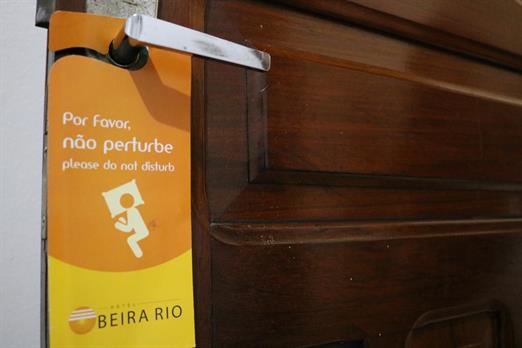 Por favor,
não perturbe
please do not disturb
HOTEL
BEIRA RIO